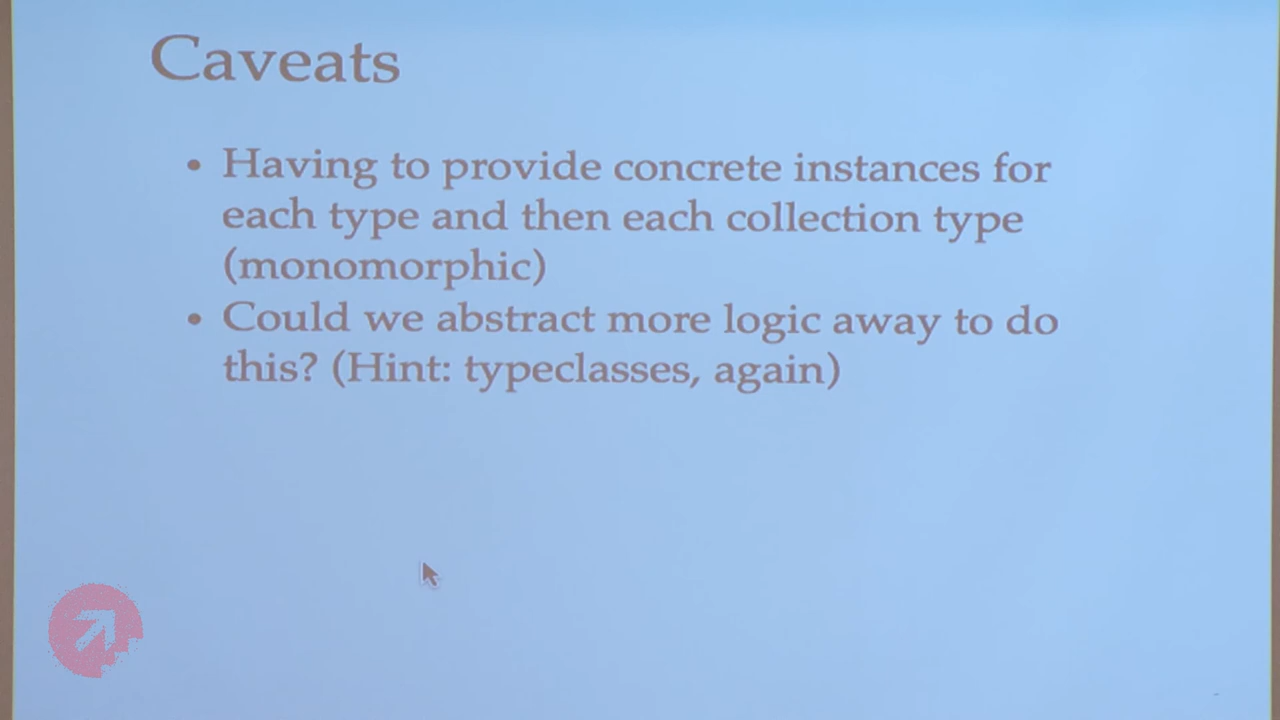 Caveats
• Having to provide concrete instances for
each type and then each collection type
(monomorphic)
• Could we abstract more logic away to do
this? (Hint: typeclasses, again)